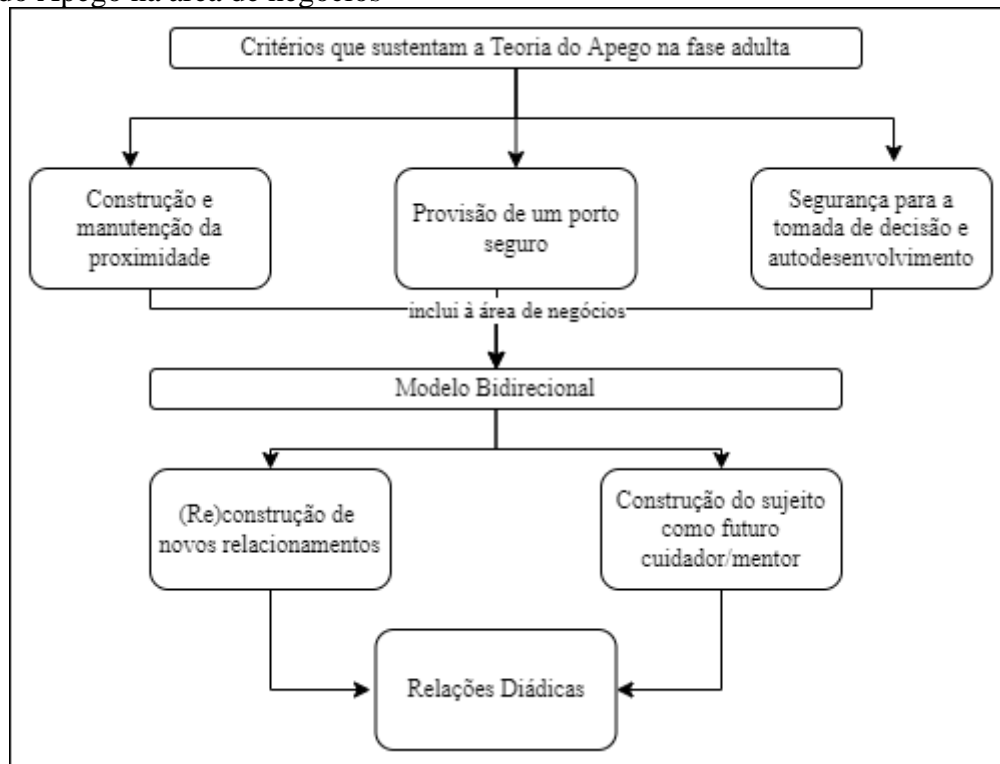 do Apego na área de negócios
Critérios que sustentam a Teoria do Apego na fase adulta
Construção e
manutenção da
proximidade
Provisão de um porto
seguro
Segurança para a
tomada de decisão e
autodesenvolvimento
inclui à área de negócios
Modelo Bidirecional
(Re)construção de
novos relacionamentos
Construção do sujeito
como futuro
cuidador/mentor
Relações Diádicas